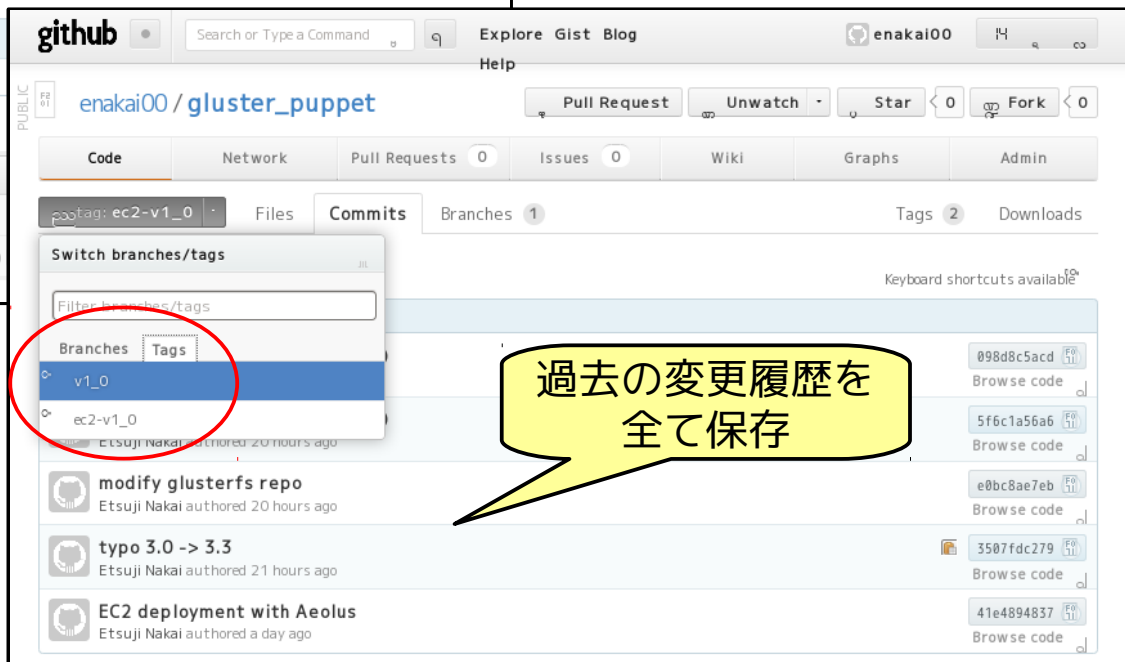 github
Search or Type a Command
Explore Gist Blog
Help
enakai00
PUBLIC
enakai00 / gluster_puppet
Pull Request
Unwatch
Star 0
Fork 0
Code
Network
Pull Requests 0
Issues 0
Wiki
Graphs
Admin
tag: ec2-v1_0
Files
Commits
Branches 1
Tags 2
Downloads
Switch branches/tags
Keyboard shortcuts available
Filter branches/tags
Branches
Tags
v1_0
ec2-v1_0
過去の変更履歴を
全て保存
098d8c5acd
Browse code
5f6c1a56a6
Etsuji Nakai authored 20 hours ago
Browse code
modify glusterfs repo
e0bc8ae7eb
Etsuji Nakai authored 20 hours ago
Browse code
typo 3.0 -> 3.3
3507fdc279
Etsuji Nakai authored 21 hours ago
Browse code
EC2 deployment with Aeolus
41e4894837
Etsuji Nakai authored a day ago
Browse code